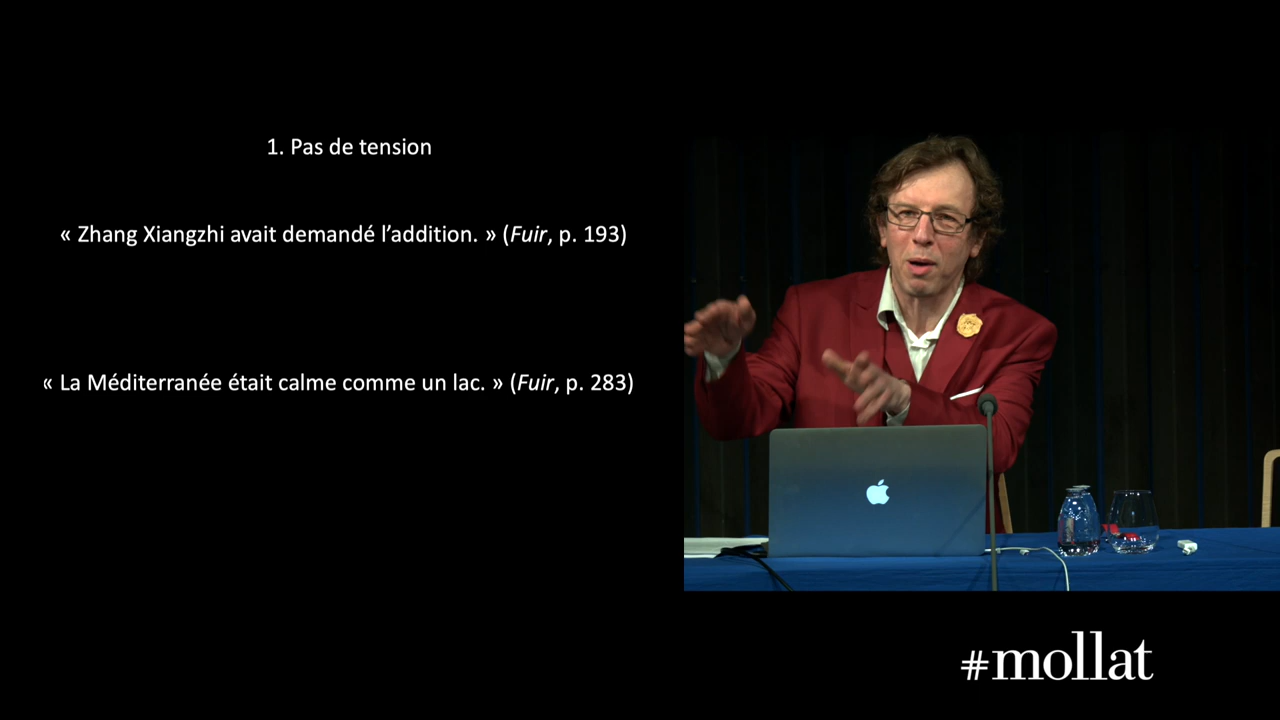 1. Pas de tension
« Zhang Xiangzhi avait demandé l’addition. » (Fuir, p. 193)
« La Méditerranée était calme comme un lac. » (Fuir, p. 283)
#mollat